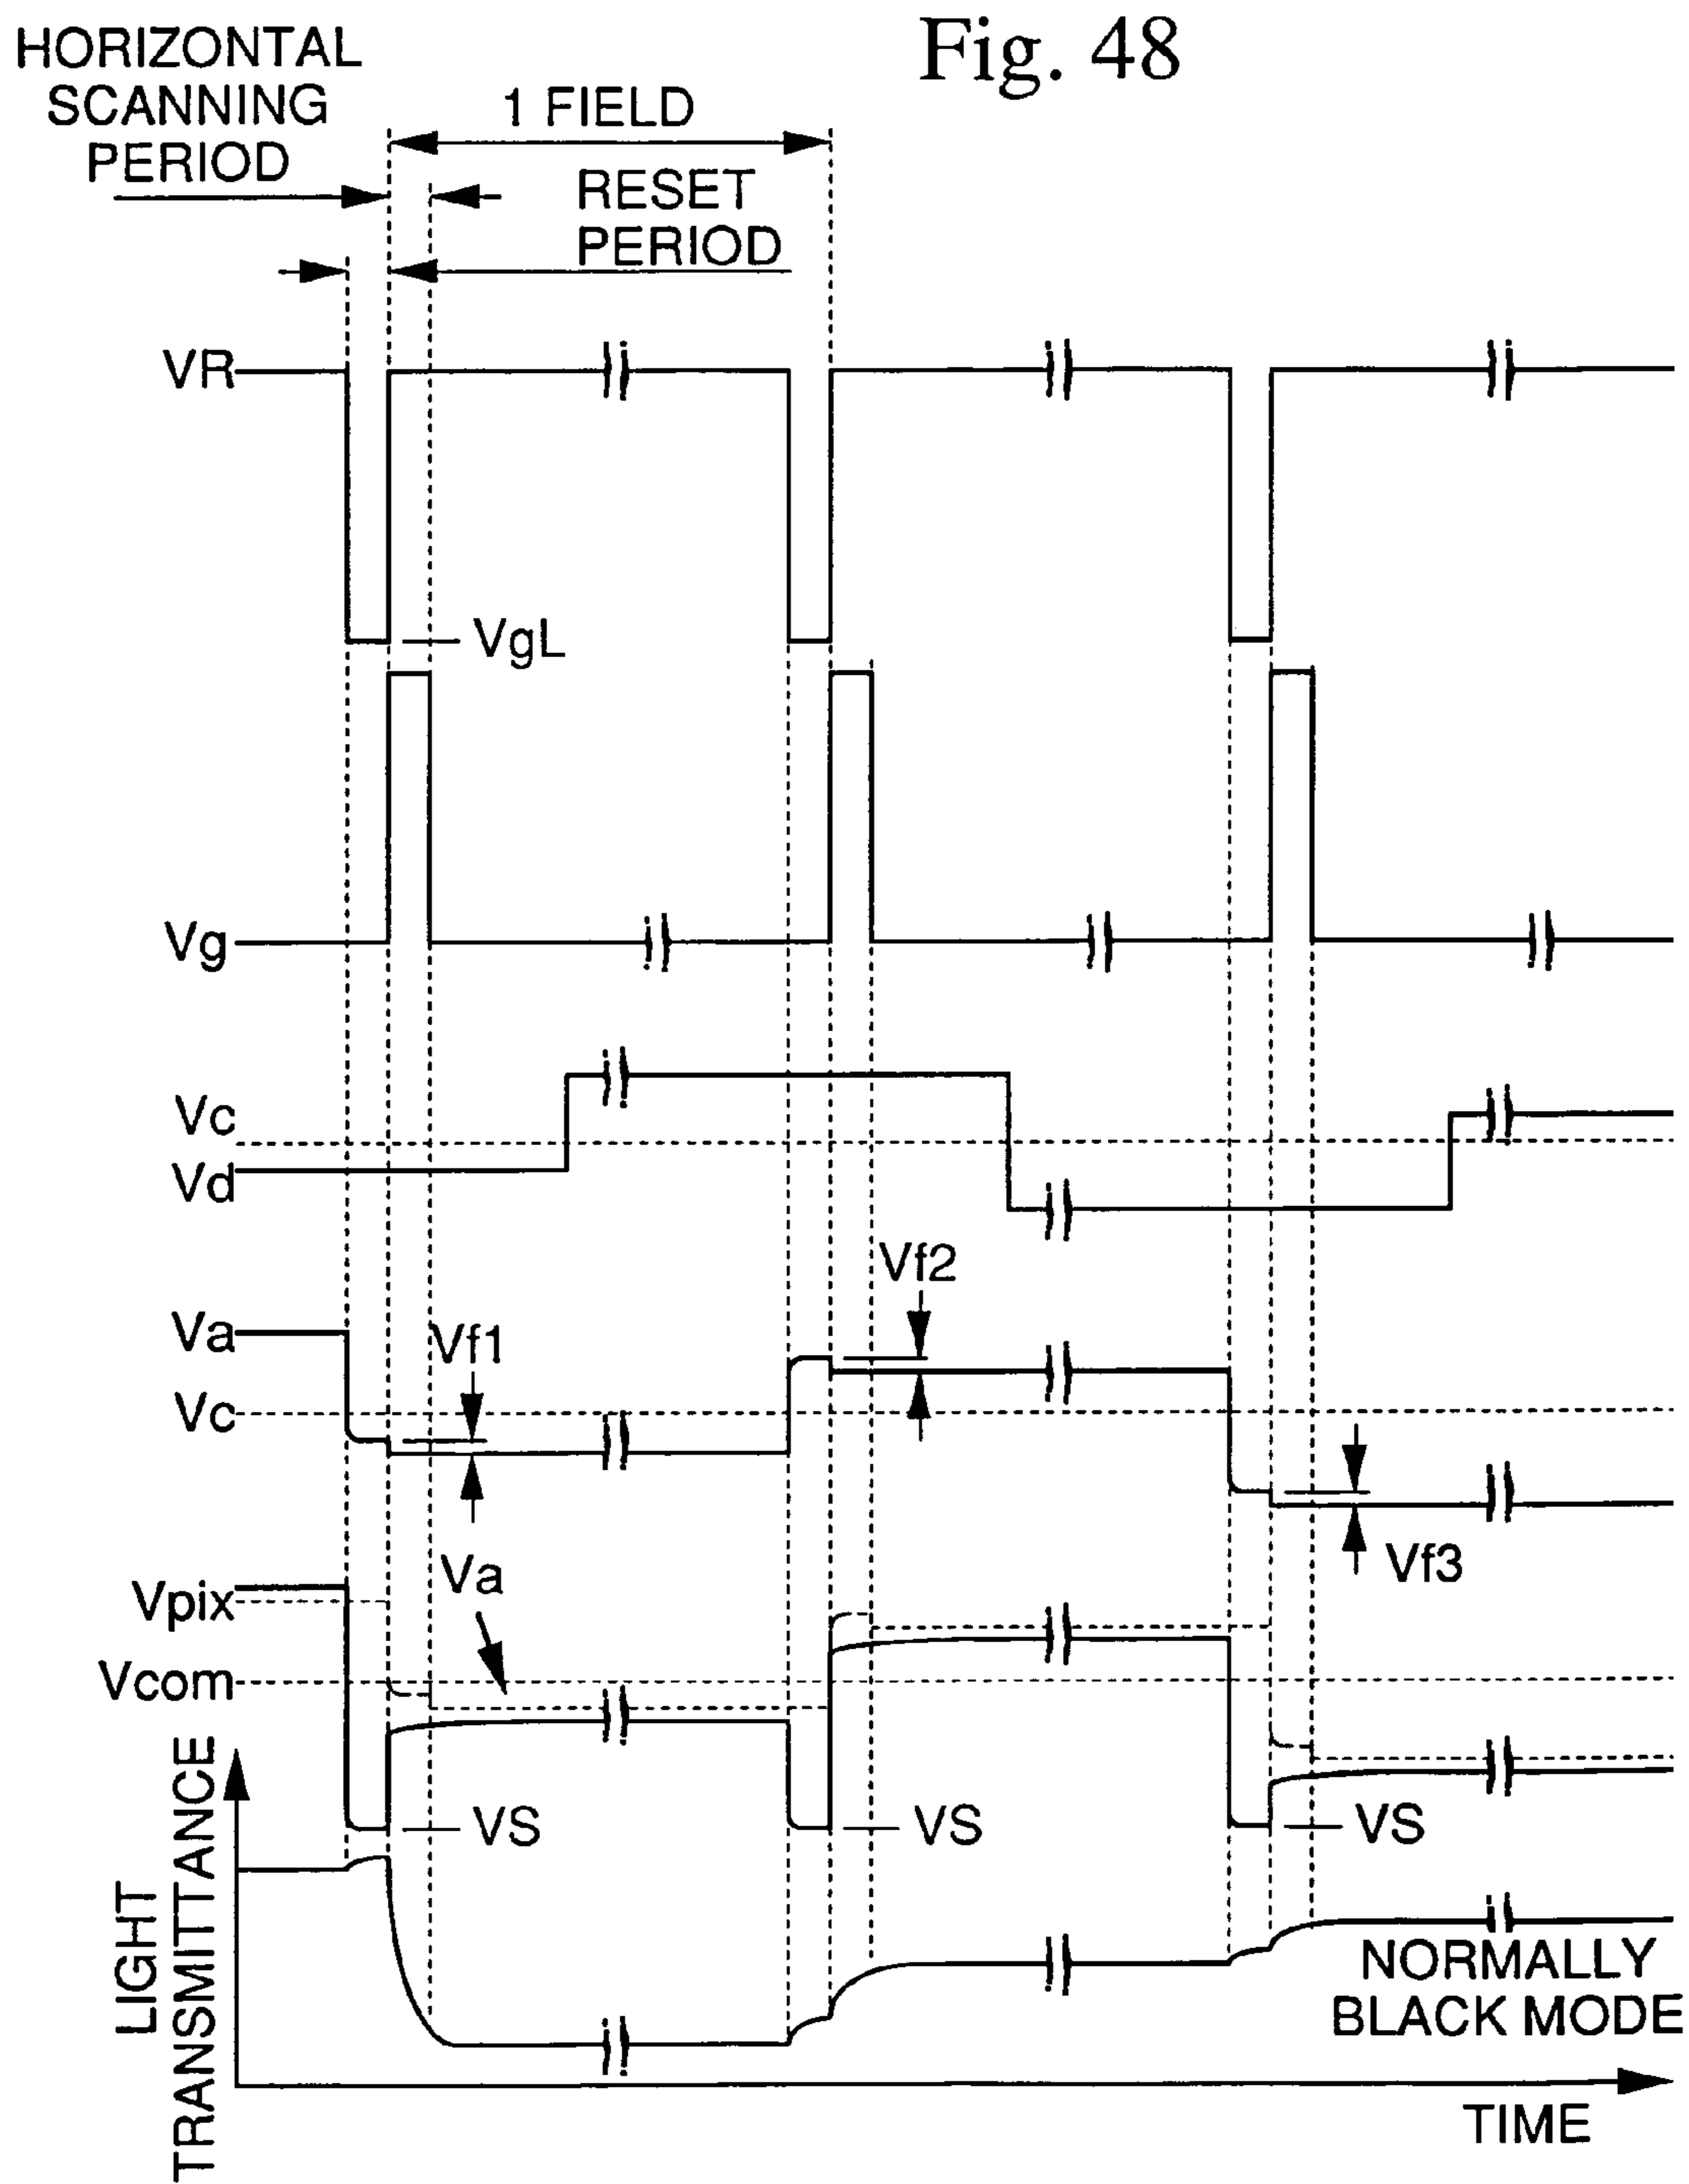 Fig. 48
HORIZONTAL
SCANNING
PERIOD
1 FIELD
RESET
PERIOD
VR
VgL
Vg
Vc
Vd
Vf2
Va
Vf1
Vc
Vf3
Va
Vpix
Vcom
VS
VS
VS
LIGHT
TRANSMITTANCE
NORMALLY
BLACK MODE
TIME